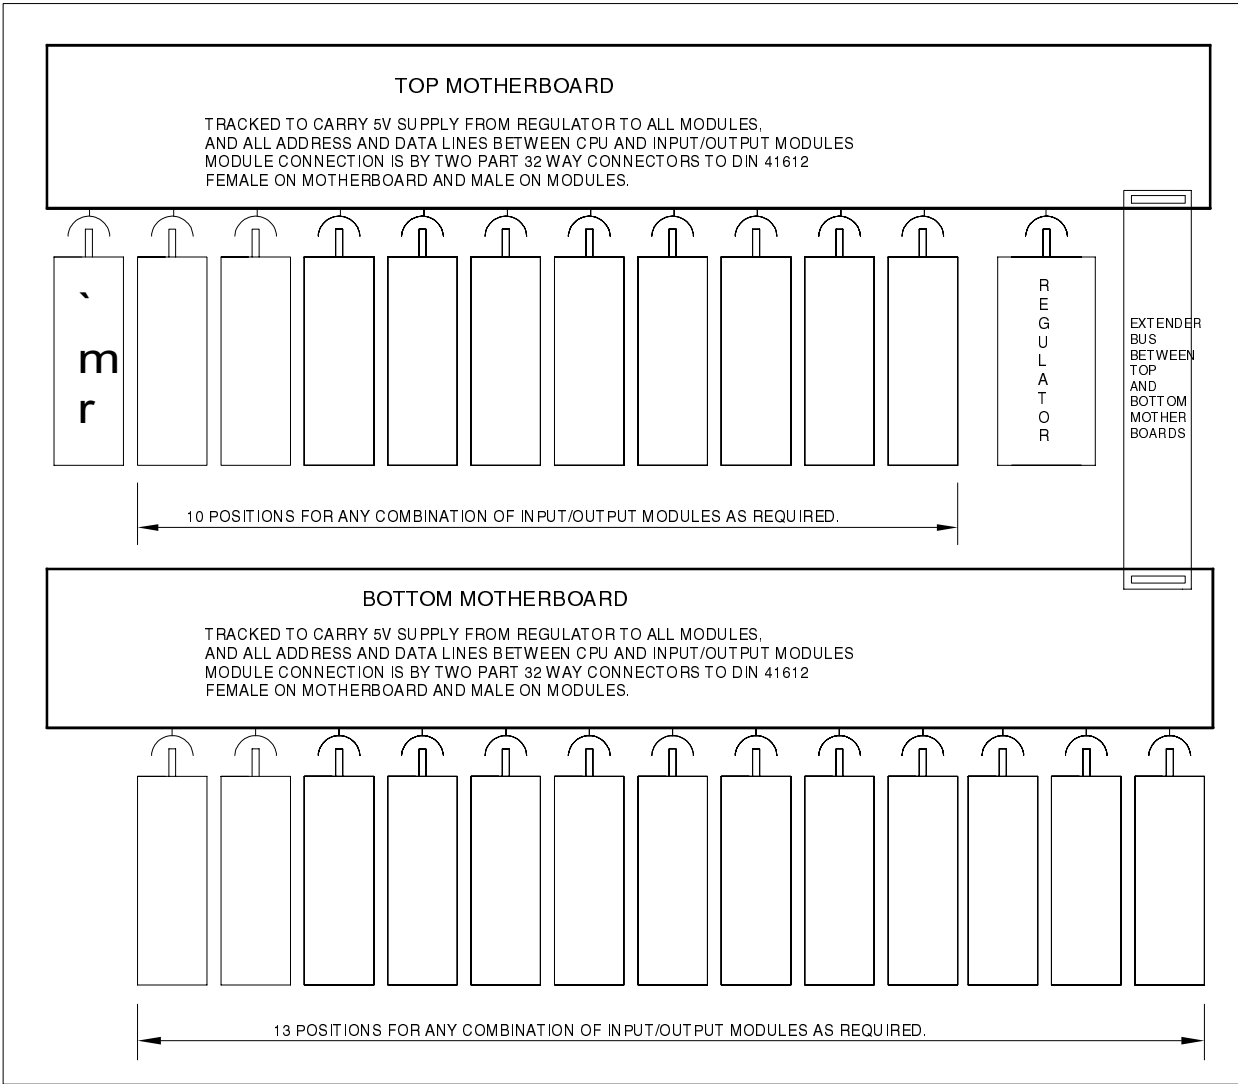 TOP MOTHERBOARD
TRACKED TO CARRY 5V SUPPLY FROM REGULATOR TO ALL MODULES,
AND ALL ADDRESS AND DATA LINES BETWEEN CPU AND INPUT/OUTPUT MODULES
MODULE CONNECTION IS BY TWO PART 32 WAY CONNECTORS TO DIN 41612
FEMALE ON MOTHERBOARD AND MALE ON MODULES.
`
m
r
REGULATOR
EXTENDER
BUS
BETWEEN
TOP
AND
BOTTOM
MOTHER
BOARDS
10 POSITIONS FOR ANY COMBINATION OF INPUT/OUTPUT MODULES AS REQUIRED.
BOTTOM MOTHERBOARD
TRACKED TO CARRY 5V SUPPLY FROM REGULATOR TO ALL MODULES,
AND ALL ADDRESS AND DATA LINES BETWEEN CPU AND INPUT/OUTPUT MODULES
MODULE CONNECTION IS BY TWO PART 32 WAY CONNECTORS TO DIN 41612
FEMALE ON MOTHERBOARD AND MALE ON MODULES.
13 POSITIONS FOR ANY COMBINATION OF INPUT/OUTPUT MODULES AS REQUIRED.